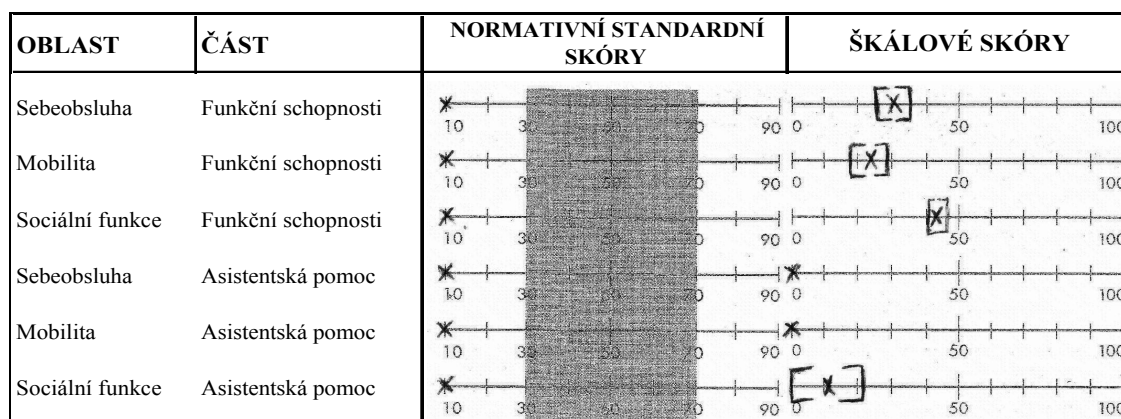 OBLAST ČÁST NORMATIVNÍ STANDARDNÍ SKÓRY ŠKÁLOVÉ SKÓRY
Sebeobsluha Funkční schopnosti
10 30 50 70 90 0 50 100
Mobilita Funkční schopnosti
10 30 50 70 90 0 50 100
Sociální funkce Funkční schopnosti
10 30 50 70 90 0 50 100
Sebeobsluha Asistentská pomoc
10 30 50 70 90 0 50 100
Mobilita Asistentská pomoc
10 30 50 70 90 0 50 100
Sociální funkce Asistentská pomoc
10 30 50 70 90 0 50 100